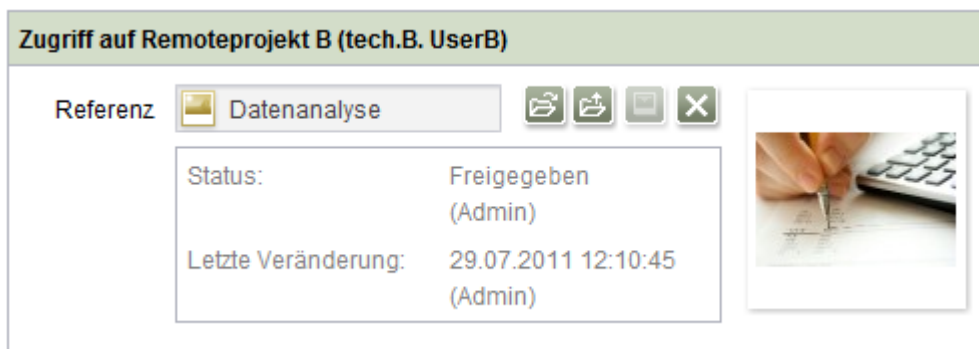 Zugriff auf Remoteprojekt B (tech.B. UserB)
Referenz Datenanalyse
Status: Freigegeben
(Admin)
Letzte Veränderung: 29.07.2011 12:10:45
(Admin)